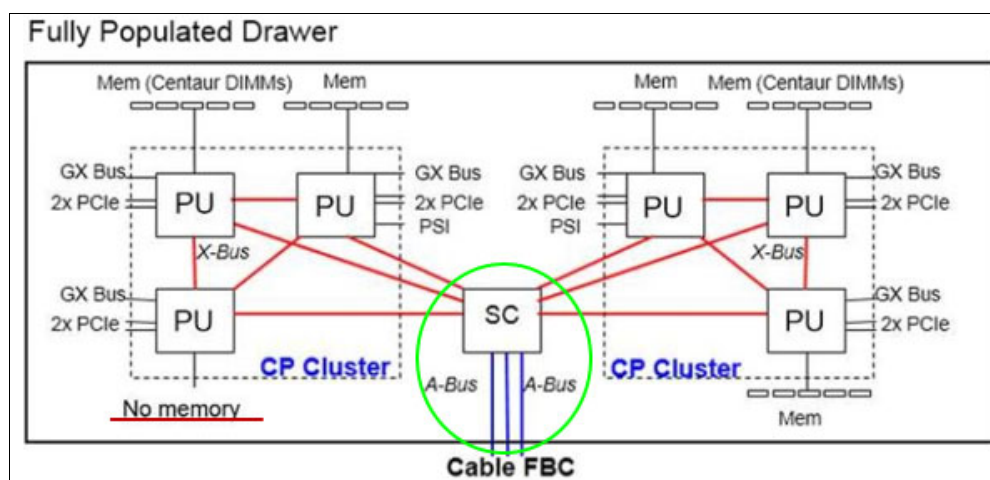 Fully Populated Drawer
Mem (Centaur DIMMs)
Mem
Mem
Mem (Centaur DIMMs)
GX Bus
2x PCIe
PU
PU
GX Bus
2x PCIe
PSI
GX Bus
2x PCIe
PSI
PU
PU
GX Bus
2x PCIe
X-Bus
X-Bus
GX Bus
2x PCIe
PU
SC
PU
GX Bus
2x PCIe
CP Cluster
A-Bus
A-Bus
CP Cluster
No memory
Mem
Cable FBC